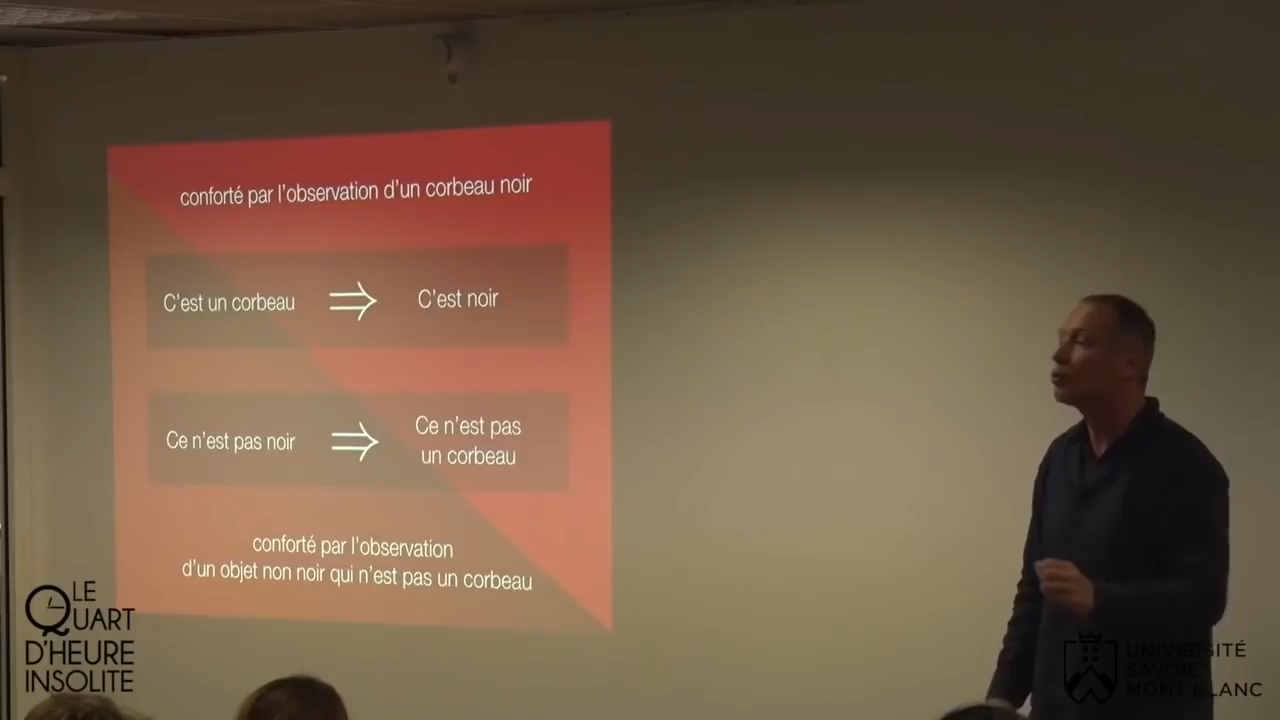 conforté par l'observation d'un corbeau noir
C'est un corbeau ⇒ C'est noir
Ce n'est pas noir ⇒ Ce n'est pas
un corbeau
conforté par l'observation
d'un objet non noir qui n'est pas un corbeau
LE
QUART
D'HEURE
INSOLITE
UNIVERSITÉ
SAVOIE
MONT BLANC